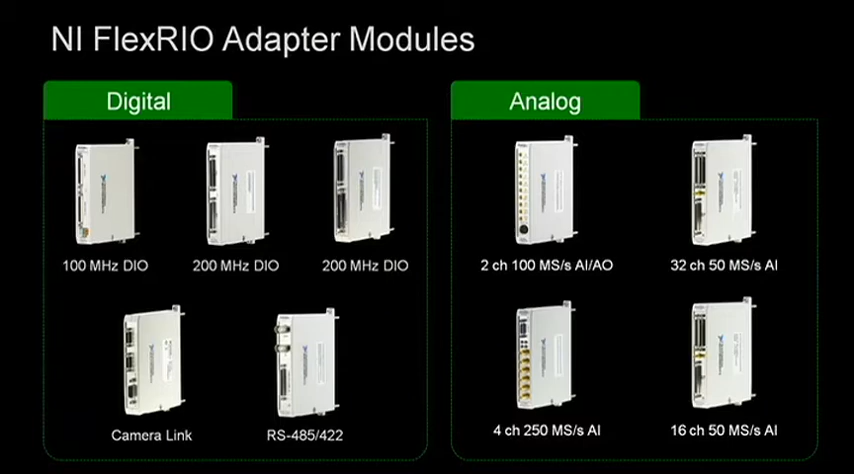 NI FlexRIO Adapter Modules
Digital
100 MHz DIO
200 MHz DIO
200 MHz DIO
Camera Link
RS-485/422
Analog
2 ch 100 MS/s AI/AO
32 ch 50 MS/s AI
4 ch 250 MS/s AI
16 ch 50 MS/s AI